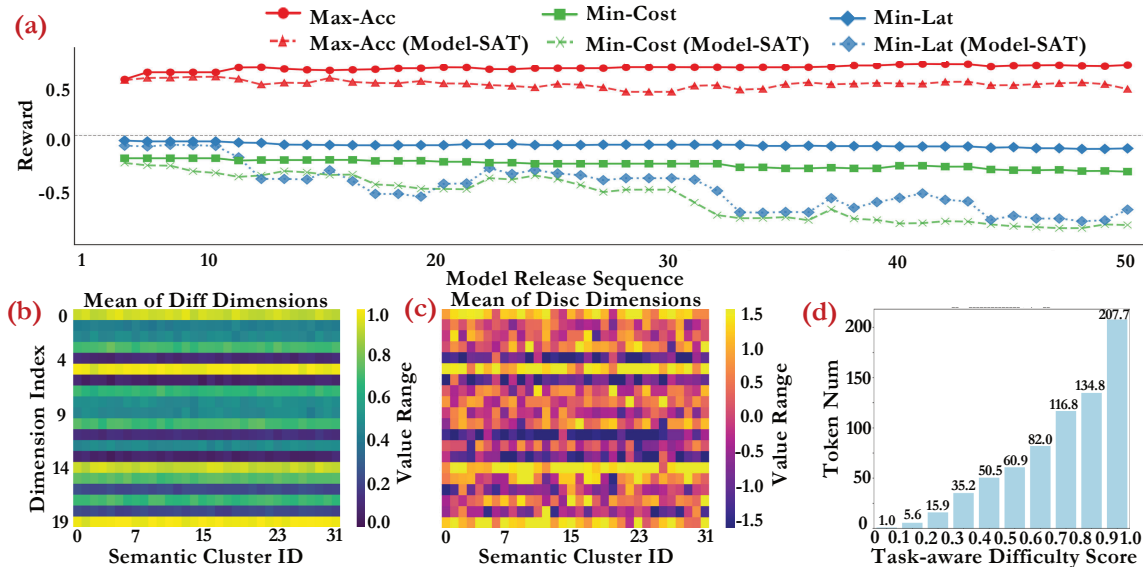 (a)
Max-Acc
Min-Cost
Min-Lat
Max-Acc (Model-SAT)
Min-Cost (Model-SAT)
Min-Lat (Model-SAT)
Reward
0.5
0.0
-0.5
1
10
20
30
40
50
Model Release Sequence
(b)
Mean of Diff Dimensions
Dimension Index
0
4
9
14
19
0
7
15
23
31
Semantic Cluster ID
1.0
0.8
0.6
0.4
0.2
0.0
Value Range
(c)
Mean of Disc Dimensions
0
7
15
23
31
Semantic Cluster ID
1.5
1.0
0.5
0.0
-0.5
-1.0
-1.5
Value Range
(d)
Token Num
200
150
100
50
0
1.0
5.6
15.9
35.2
50.5
60.9
82.0
116.8
134.8
207.7
0 0.1 0.2 0.3 0.4 0.5 0.6 0.7 0.8 0.9 1.0
Task-aware Difficulty Score